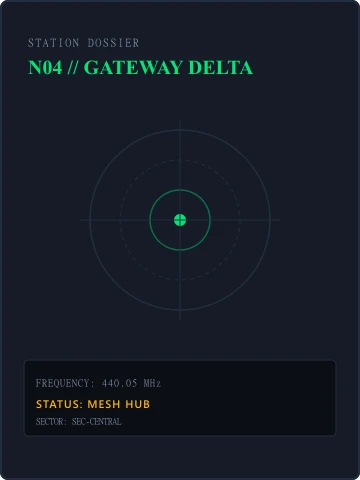 STATION DOSSIER
N04 // GATEWAY DELTA
FREQUENCY: 440.05 MHz
STATUS: MESH HUB
SECTOR: SEC-CENTRAL